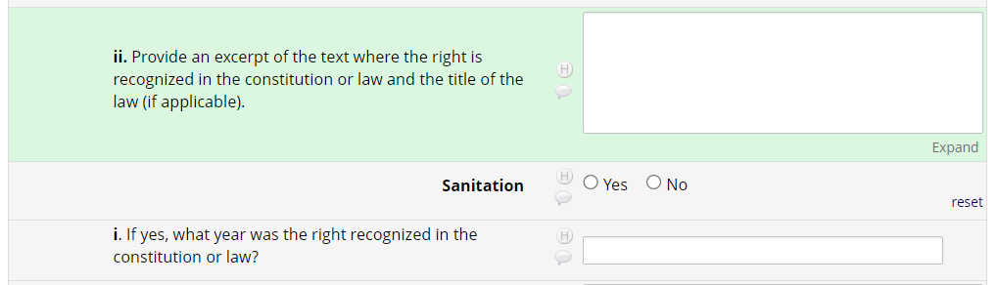 ii. Provide an excerpt of the text where the right is
recognized in the constitution or law and the title of the
law (if applicable).
H
Expand
Sanitation
H
Yes
No
reset
i. If yes, what year was the right recognized in the
constitution or law?
H